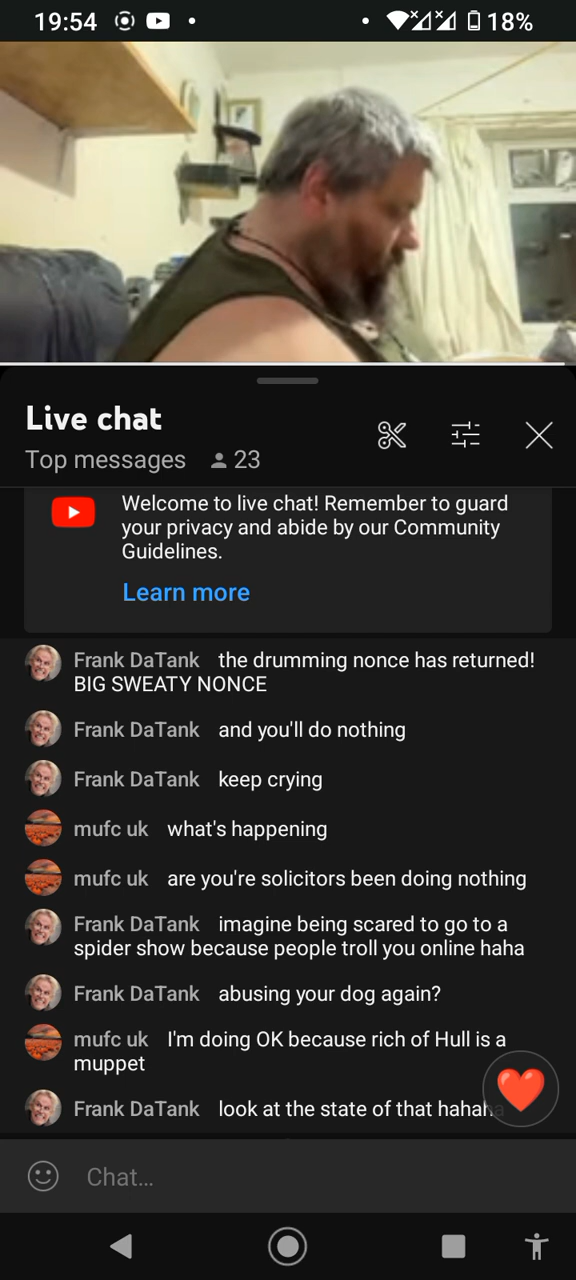 19:54
18%
Live chat
Top messages 23
Welcome to live chat! Remember to guard
your privacy and abide by our Community
Guidelines.
Learn more
Frank DaTank the drumming nonce has returned!
BIG SWEATY NONCE
Frank DaTank and you'll do nothing
Frank DaTank keep crying
mufc uk what's happening
mufc uk are you're solicitors been doing nothing
Frank DaTank imagine being scared to go to a
spider show because people troll you online haha
Frank DaTank abusing your dog again?
mufc uk I'm doing OK because rich of Hull is a
muppet
Frank DaTank look at the state of that hahaha
Chat...